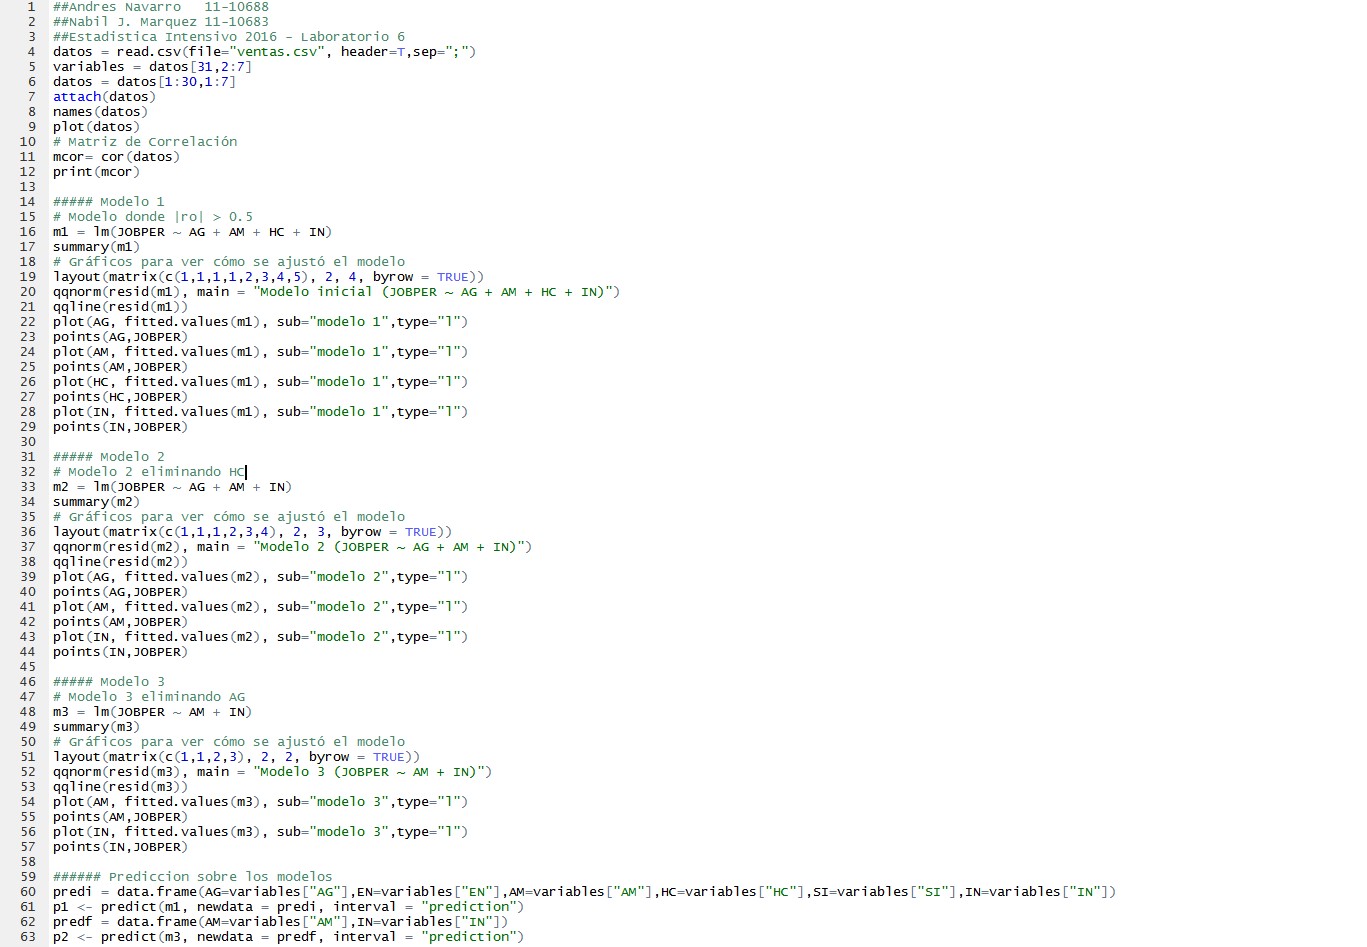 1 ##Andres Navarro   11-10688
2 ##Nabil J. Marquez 11-10683
3 ##Estadistica Intensivo 2016 - Laboratorio 6
4 datos = read.csv(file="ventas.csv", header=T,sep=";")
5 variables = datos[31,2:7]
6 datos = datos[1:30,1:7]
7 attach(datos)
8 names(datos)
9 plot(datos)
10 # Matriz de Correlación
11 mcor= cor(datos)
12 print(mcor)
13
14 ##### Modelo 1
15 # Modelo donde |ro| > 0.5
16 m1 = lm(JOBPER ~ AG + AM + HC + IN)
17 summary(m1)
18 # Gráficos para ver cómo se ajustó el modelo
19 layout(matrix(c(1,1,1,1,2,3,4,5), 2, 4, byrow = TRUE))
20 qqnorm(resid(m1), main = "Modelo inicial (JOBPER ~ AG + AM + HC + IN)")
21 qqline(resid(m1))
22 plot(AG, fitted.values(m1), sub="modelo 1",type="l")
23 points(AG,JOBPER)
24 plot(AM, fitted.values(m1), sub="modelo 1",type="l")
25 points(AM,JOBPER)
26 plot(HC, fitted.values(m1), sub="modelo 1",type="l")
27 points(HC,JOBPER)
28 plot(IN, fitted.values(m1), sub="modelo 1",type="l")
29 points(IN,JOBPER)
30
31 ##### Modelo 2
32 # Modelo 2 eliminando HC
33 m2 = lm(JOBPER ~ AG + AM + IN)
34 summary(m2)
35 # Gráficos para ver cómo se ajustó el modelo
36 layout(matrix(c(1,1,1,2,3,4), 2, 3, byrow = TRUE))
37 qqnorm(resid(m2), main = "Modelo 2 (JOBPER ~ AG + AM + IN)")
38 qqline(resid(m2))
39 plot(AG, fitted.values(m2), sub="modelo 2",type="l")
40 points(AG,JOBPER)
41 plot(AM, fitted.values(m2), sub="modelo 2",type="l")
42 points(AM,JOBPER)
43 plot(IN, fitted.values(m2), sub="modelo 2",type="l")
44 points(IN,JOBPER)
45
46 ##### Modelo 3
47 # Modelo 3 eliminando AG
48 m3 = lm(JOBPER ~ AM + IN)
49 summary(m3)
50 # Gráficos para ver cómo se ajustó el modelo
51 layout(matrix(c(1,1,2,3), 2, 2, byrow = TRUE))
52 qqnorm(resid(m3), main = "Modelo 3 (JOBPER ~ AM + IN)")
53 qqline(resid(m3))
54 plot(AM, fitted.values(m3), sub="modelo 3",type="l")
55 points(AM,JOBPER)
56 plot(IN, fitted.values(m3), sub="modelo 3",type="l")
57 points(IN,JOBPER)
58
59 ###### Prediccion sobre los modelos
60 predi = data.frame(AG=variables["AG"],EN=variables["EN"],AM=variables["AM"],HC=variables["HC"],SI=variables["SI"],IN=variables["IN"])
61 p1 <- predict(m1, newdata = predi, interval = "prediction")
62 predf = data.frame(AM=variables["AM"],IN=variables["IN"])
63 p2 <- predict(m3, newdata = predf, interval = "prediction")